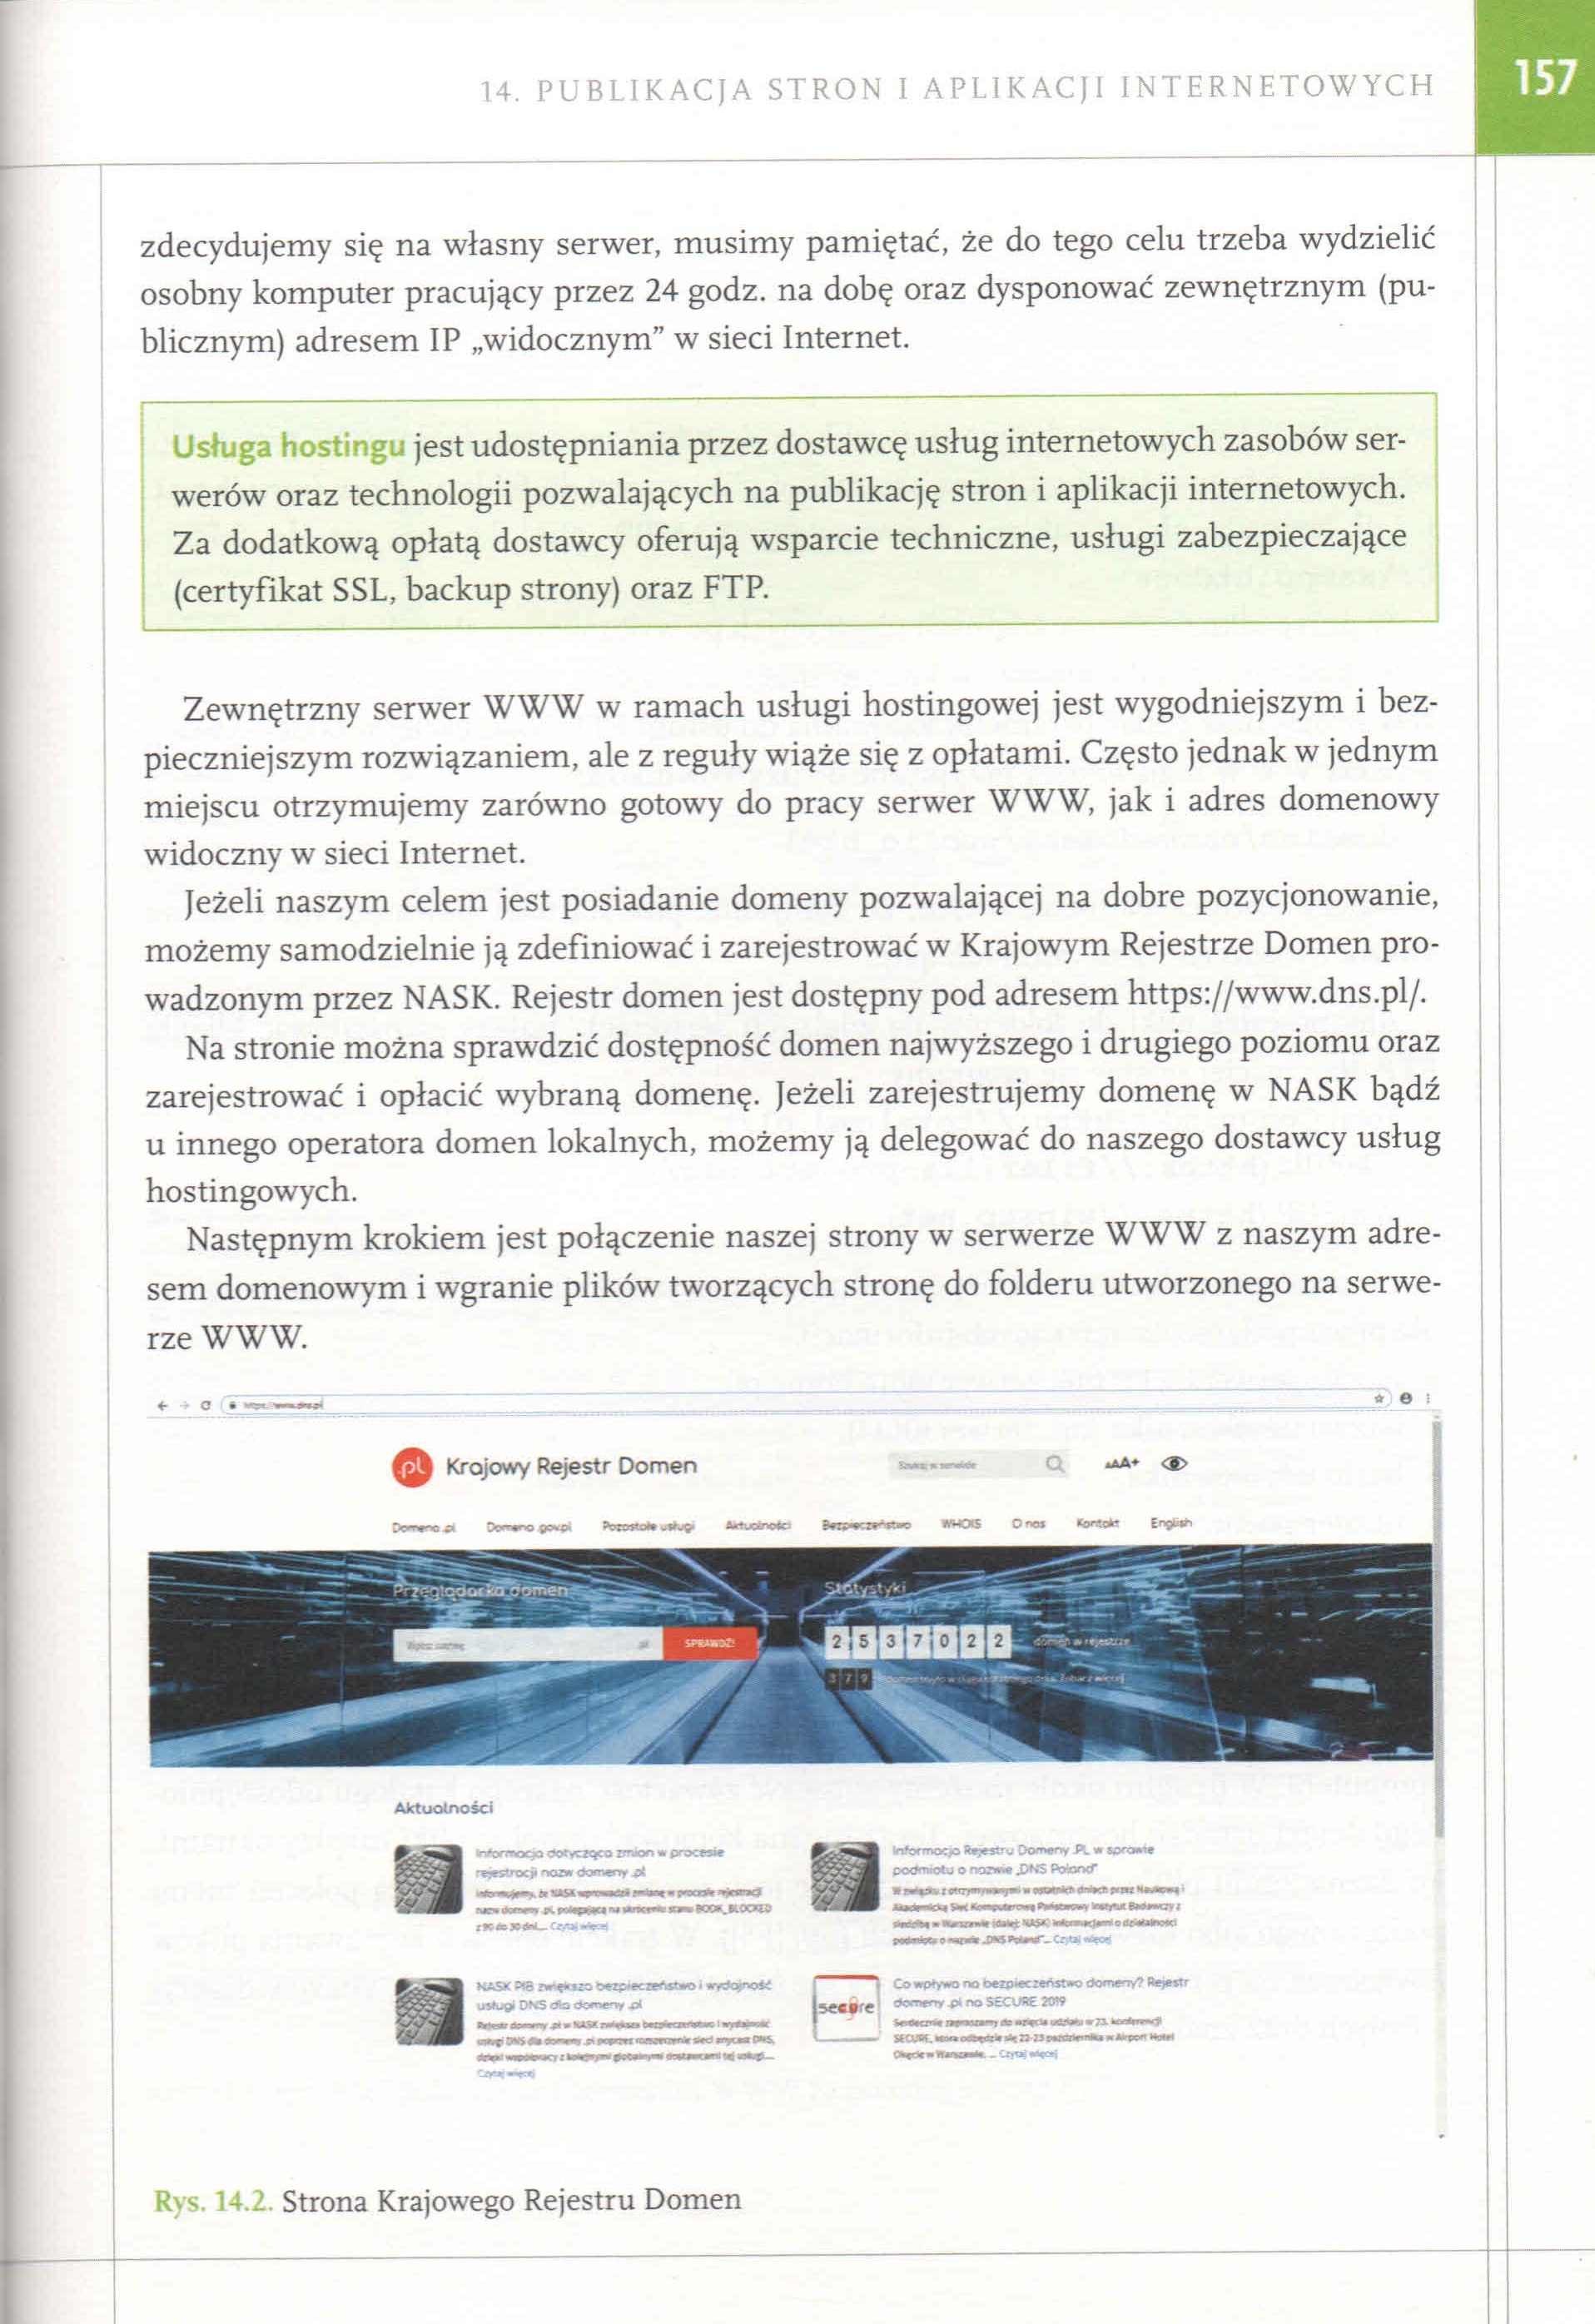 14. PUBLIKACJA STRON I APLIKACJI INTERNETOWYCH
157
zdecydujemy się na własny serwer, musimy pamiętać, że do tego celu trzeba wydzielić
osobny komputer pracujący przez 24 godz. na dobę oraz dysponować zewnętrznym (pu-
blicznym) adresem IP „widocznym” w sieci Internet.
Usługa hostingu jest udostępniania przez dostawcę usług internetowych zasobów ser-
werów oraz technologii pozwalających na publikację stron i aplikacji internetowych.
Za dodatkową opłatą dostawcy oferują wsparcie techniczne, usługi zabezpieczające
(certyfikat SSL, backup strony) oraz FTP.
Zewnętrzny serwer WWW w ramach usługi hostingowej jest wygodniejszym i bez-
pieczniejszym rozwiązaniem, ale z reguły wiąże się z opłatami. Często jednak w jednym
miejscu otrzymujemy zarówno gotowy do pracy serwer WWW, jak i adres domenowy
widoczny w sieci Internet.
Jeżeli naszym celem jest posiadanie domeny pozwalającej na dobre pozycjonowanie,
możemy samodzielnie ją zdefiniować i zarejestrować w Krajowym Rejestrze Domen pro-
wadzonym przez NASK. Rejestr domen jest dostępny pod adresem https://www.dns.pl/.
Na stronie można sprawdzić dostępność domen najwyższego i drugiego poziomu oraz
zarejestrować i opłacić wybraną domenę. Jeżeli zarejestrujemy domenę w NASK bądź
u innego operatora domen lokalnych, możemy ją delegować do naszego dostawcy usług
hostingowych.
Następnym krokiem jest połączenie naszej strony w serwerze WWW z naszym adre-
sem domenowym i wgranie plików tworzących stronę do folderu utworzonego na serwe-
rze WWW.
https://www.dns.pl
.pl Krajowy Rejestr Domen
Szukaj w serwisie
AAA+
Domena .pl Domena gov.pl Pozostałe usługi Aktualności Bezpieczeństwo WHOIS O nas Kontakt English
Przeglądarka domen
Statystyki
Wpisz nazwę .pl SPRAWDŹ!
2 5 3 7 0 2 2 domen w rejestrze
3 7 9
Zobacz więcej
Aktualności
Informacja dotycząca zmian w procesie
rejestracji nazw domeny .pl
Informujemy, że NASK wprowadził zmianę w procesie rejestracji
nazw domeny .pl, polegającą na skróceniu stanu BOOK_BLOCKED
z 90 do 30 dni... Czytaj więcej
Informacja Rejestru Domeny .PL w sprawie
podmiotu o nazwie „DNS Poland”
W związku z otrzymywanymi w ostatnich dniach przez Naukową i
Akademicką Sieć Komputerową Państwowy Instytut Badawczy z
siedzibą w Warszawie (dalej: NASK) informacjami o działalności
podmiotu o nazwie „DNS Poland”... Czytaj więcej
NASK PIB zwiększa bezpieczeństwo i wydajność
usługi DNS dla domeny .pl
Rejestr domeny .pl w NASK zwiększa bezpieczeństwo i wydajność
usługi DNS dla domeny .pl poprzez rozszerzenie sieci anycast DNS,
dzięki współpracy z kolejnymi globalnymi dostawcami tej usługi...
Czytaj więcej
secure
Co wpływa na bezpieczeństwo domeny? Rejestr
domeny .pl na SECURE 2019
Serdecznie zapraszamy do wzięcia udziału w 23. konferencji
SECURE, która odbędzie się 22-23 października w Airport Hotel
Okęcie w Warszawie. ... Czytaj więcej
Rys. 14.2. Strona Krajowego Rejestru Domen